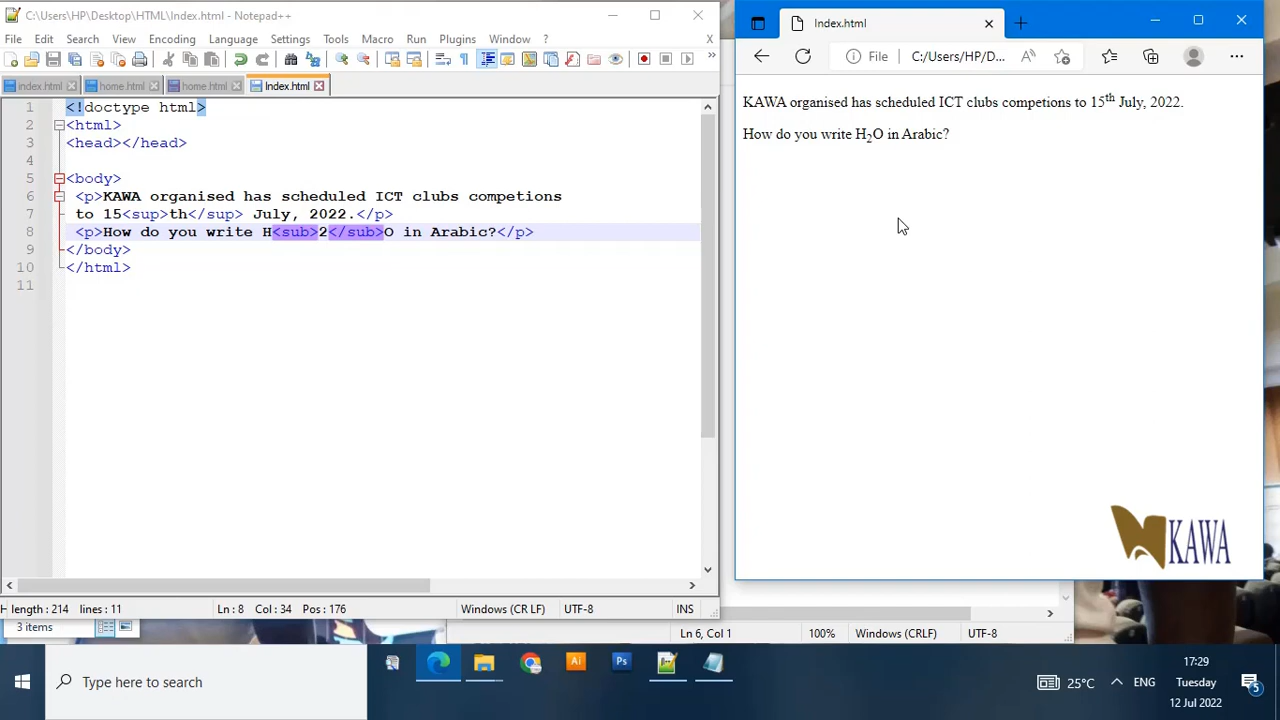 C:\Users\HP\Desktop\HTML\Index.html - Notepad++
File Edit Search View Encoding Language Settings Tools Macro Run Plugins Window ?
index.html home html home html Index.html
1 <!doctype html>
2 <html>
3 <head></head>
4
5 <body>
6 <p>KAWA organised has scheduled ICT clubs competions
7 to 15<sup>th</sup> July, 2022.</p>
8 <p>How do you write H<sub>2</sub>O in Arabic?</p>
9 </body>
10 </html>
11
H length : 214 lines : 11 Ln : 8 Col : 34 Pos : 176 Windows (CR LF) UTF-8 INS
3 items
Index.html
File C:/Users/HP/D...
KAWA organised has scheduled ICT clubs competions to 15th July, 2022.
How do you write H2O in Arabic?
KAWA
Ln 6, Col 1 100% Windows (CRLF) UTF-8
Type here to search
Ai Ps
25°C ENG
17:29
Tuesday
12 Jul 2022
5